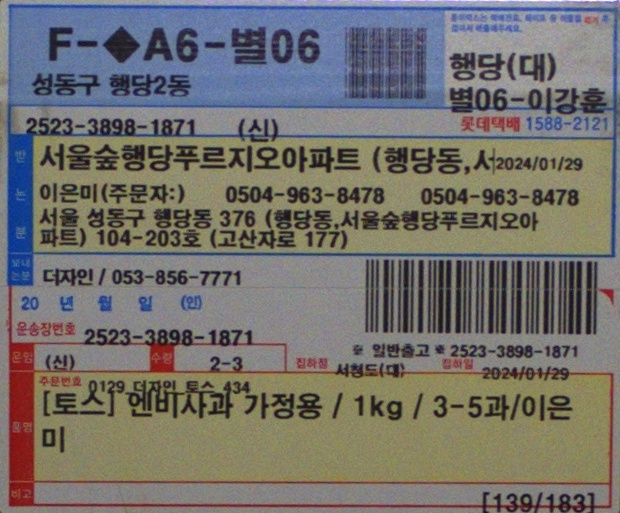 F-◆A6-별06
성동구 행당2동
행당(대)
별06-이강훈
롯데택배 1588-2121
2523-3898-1871 (신)
받는분
서울숲행당푸르지오아파트 (행당동,서 2024/01/29
이은미(주문자:) 0504-963-8478 0504-963-8478
서울 성동구 행당동 376 (행당동,서울숲행당푸르지오아
파트) 104-203호 (고산자로 177)
보내는분
더자인 / 053-856-7771
20 년 월 일 (인)
운송장번호 2523-3898-1871
※ 일반출고 ※ 2523-3898-1871
운임 (신) 수량 2-3 집하점 서청도(대) 집하일 2024/01/29
주문번호 0129 더자인 토스 434
품명
[토스] 엔비사과 가정용 / 1kg / 3-5과/이은
미
비고
[139/183]